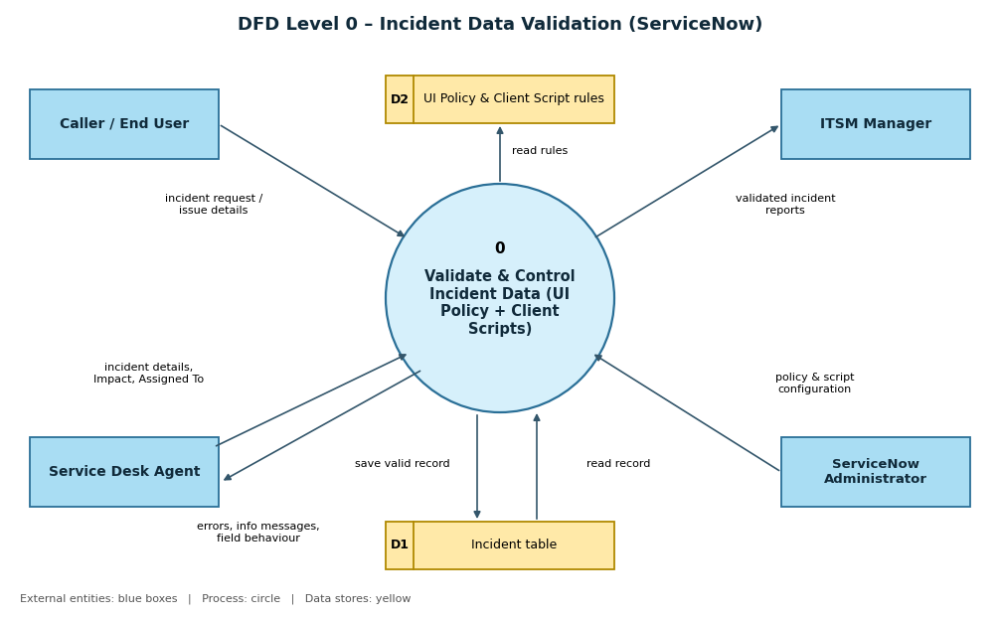 DFD Level 0 – Incident Data Validation (ServiceNow)
D2
UI Policy & Client Script rules
Caller / End User
ITSM Manager
read rules
incident request /
issue details
validated incident
reports
0
Validate & Control
Incident Data (UI
Policy + Client
Scripts)
incident details,
Impact, Assigned To
policy & script
configuration
Service Desk Agent
save valid record
read record
ServiceNow
Administrator
errors, info messages,
field behaviour
D1
Incident table
External entities: blue boxes | Process: circle | Data stores: yellow